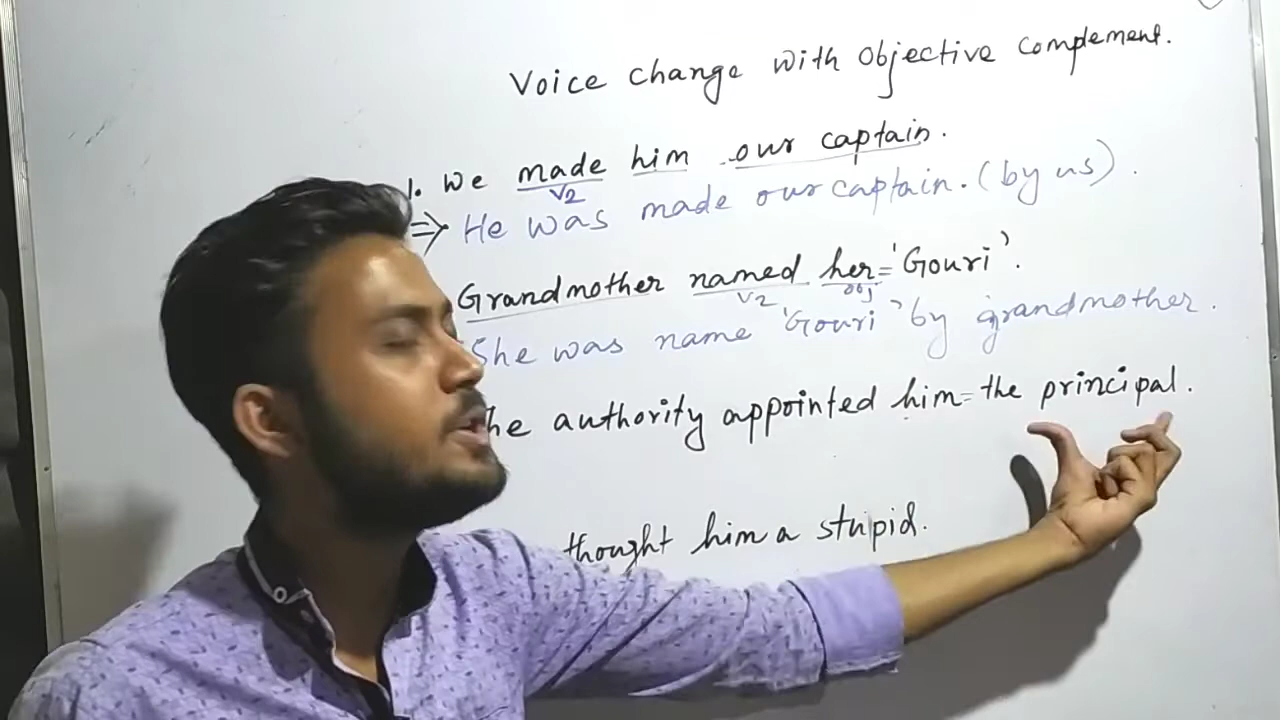 Voice change with objective complement.
1. We made him our captain.
V2
⇒ He was made our captain. (by us).
Grandmother named her = 'Gouri'.
V2 obj
She was name 'Gouri' by grandmother.
he authority appointed him = the principal.
thought him a stupid.